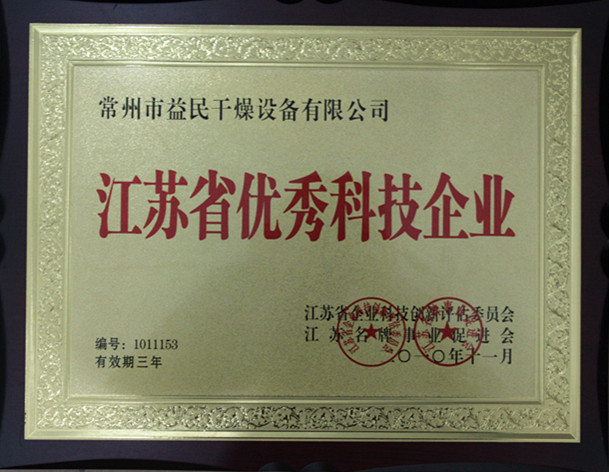 常州市益民干燥设备有限公司
江苏省优秀科技企业
江苏省企业科技创新评估委员会
江苏名牌事业促进会
编号：1011153
二〇一〇年十一月
有效期三年